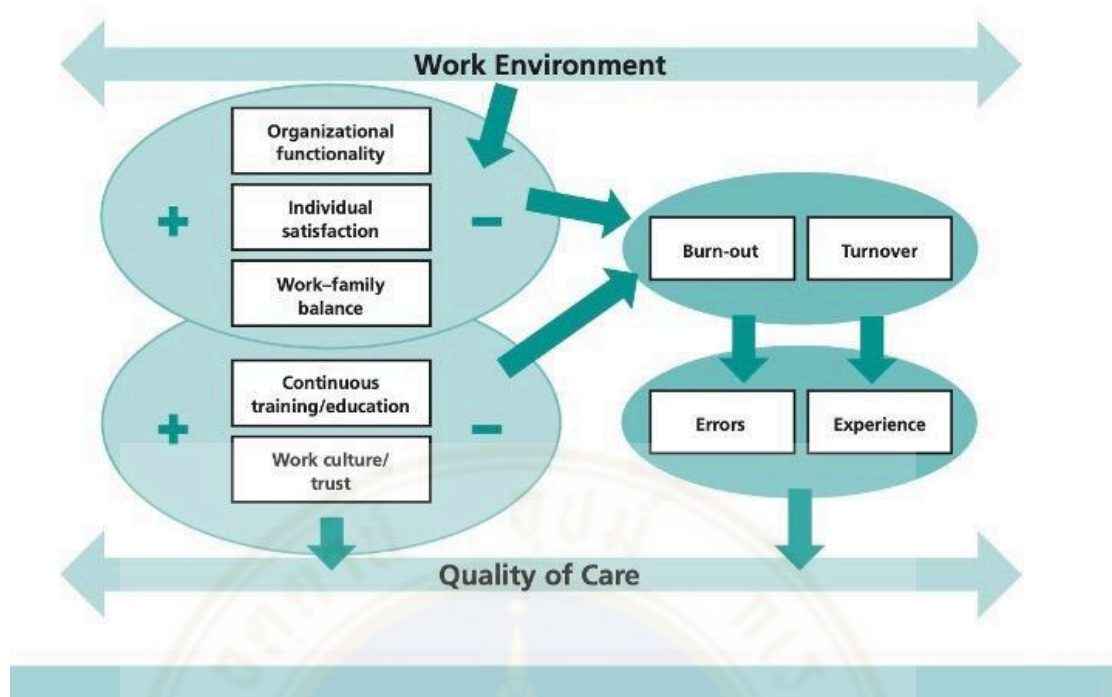 Work Environment
Organizational
functionality
Individual
satisfaction
Work–family
balance
+
−
Burn-out
Turnover
Continuous
training/education
Work culture/
trust
+
−
Errors
Experience
Quality of Care